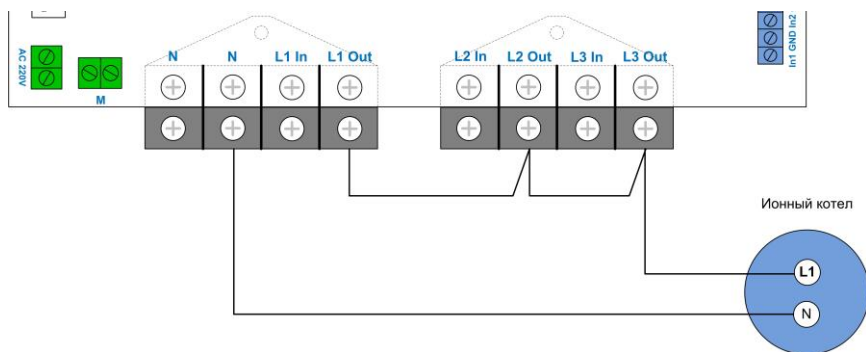 AC 220V
M
N N L1 In L1 Out
L2 In L2 Out L3 In L3 Out
In1 GND In2
Ионный котел
L1
N